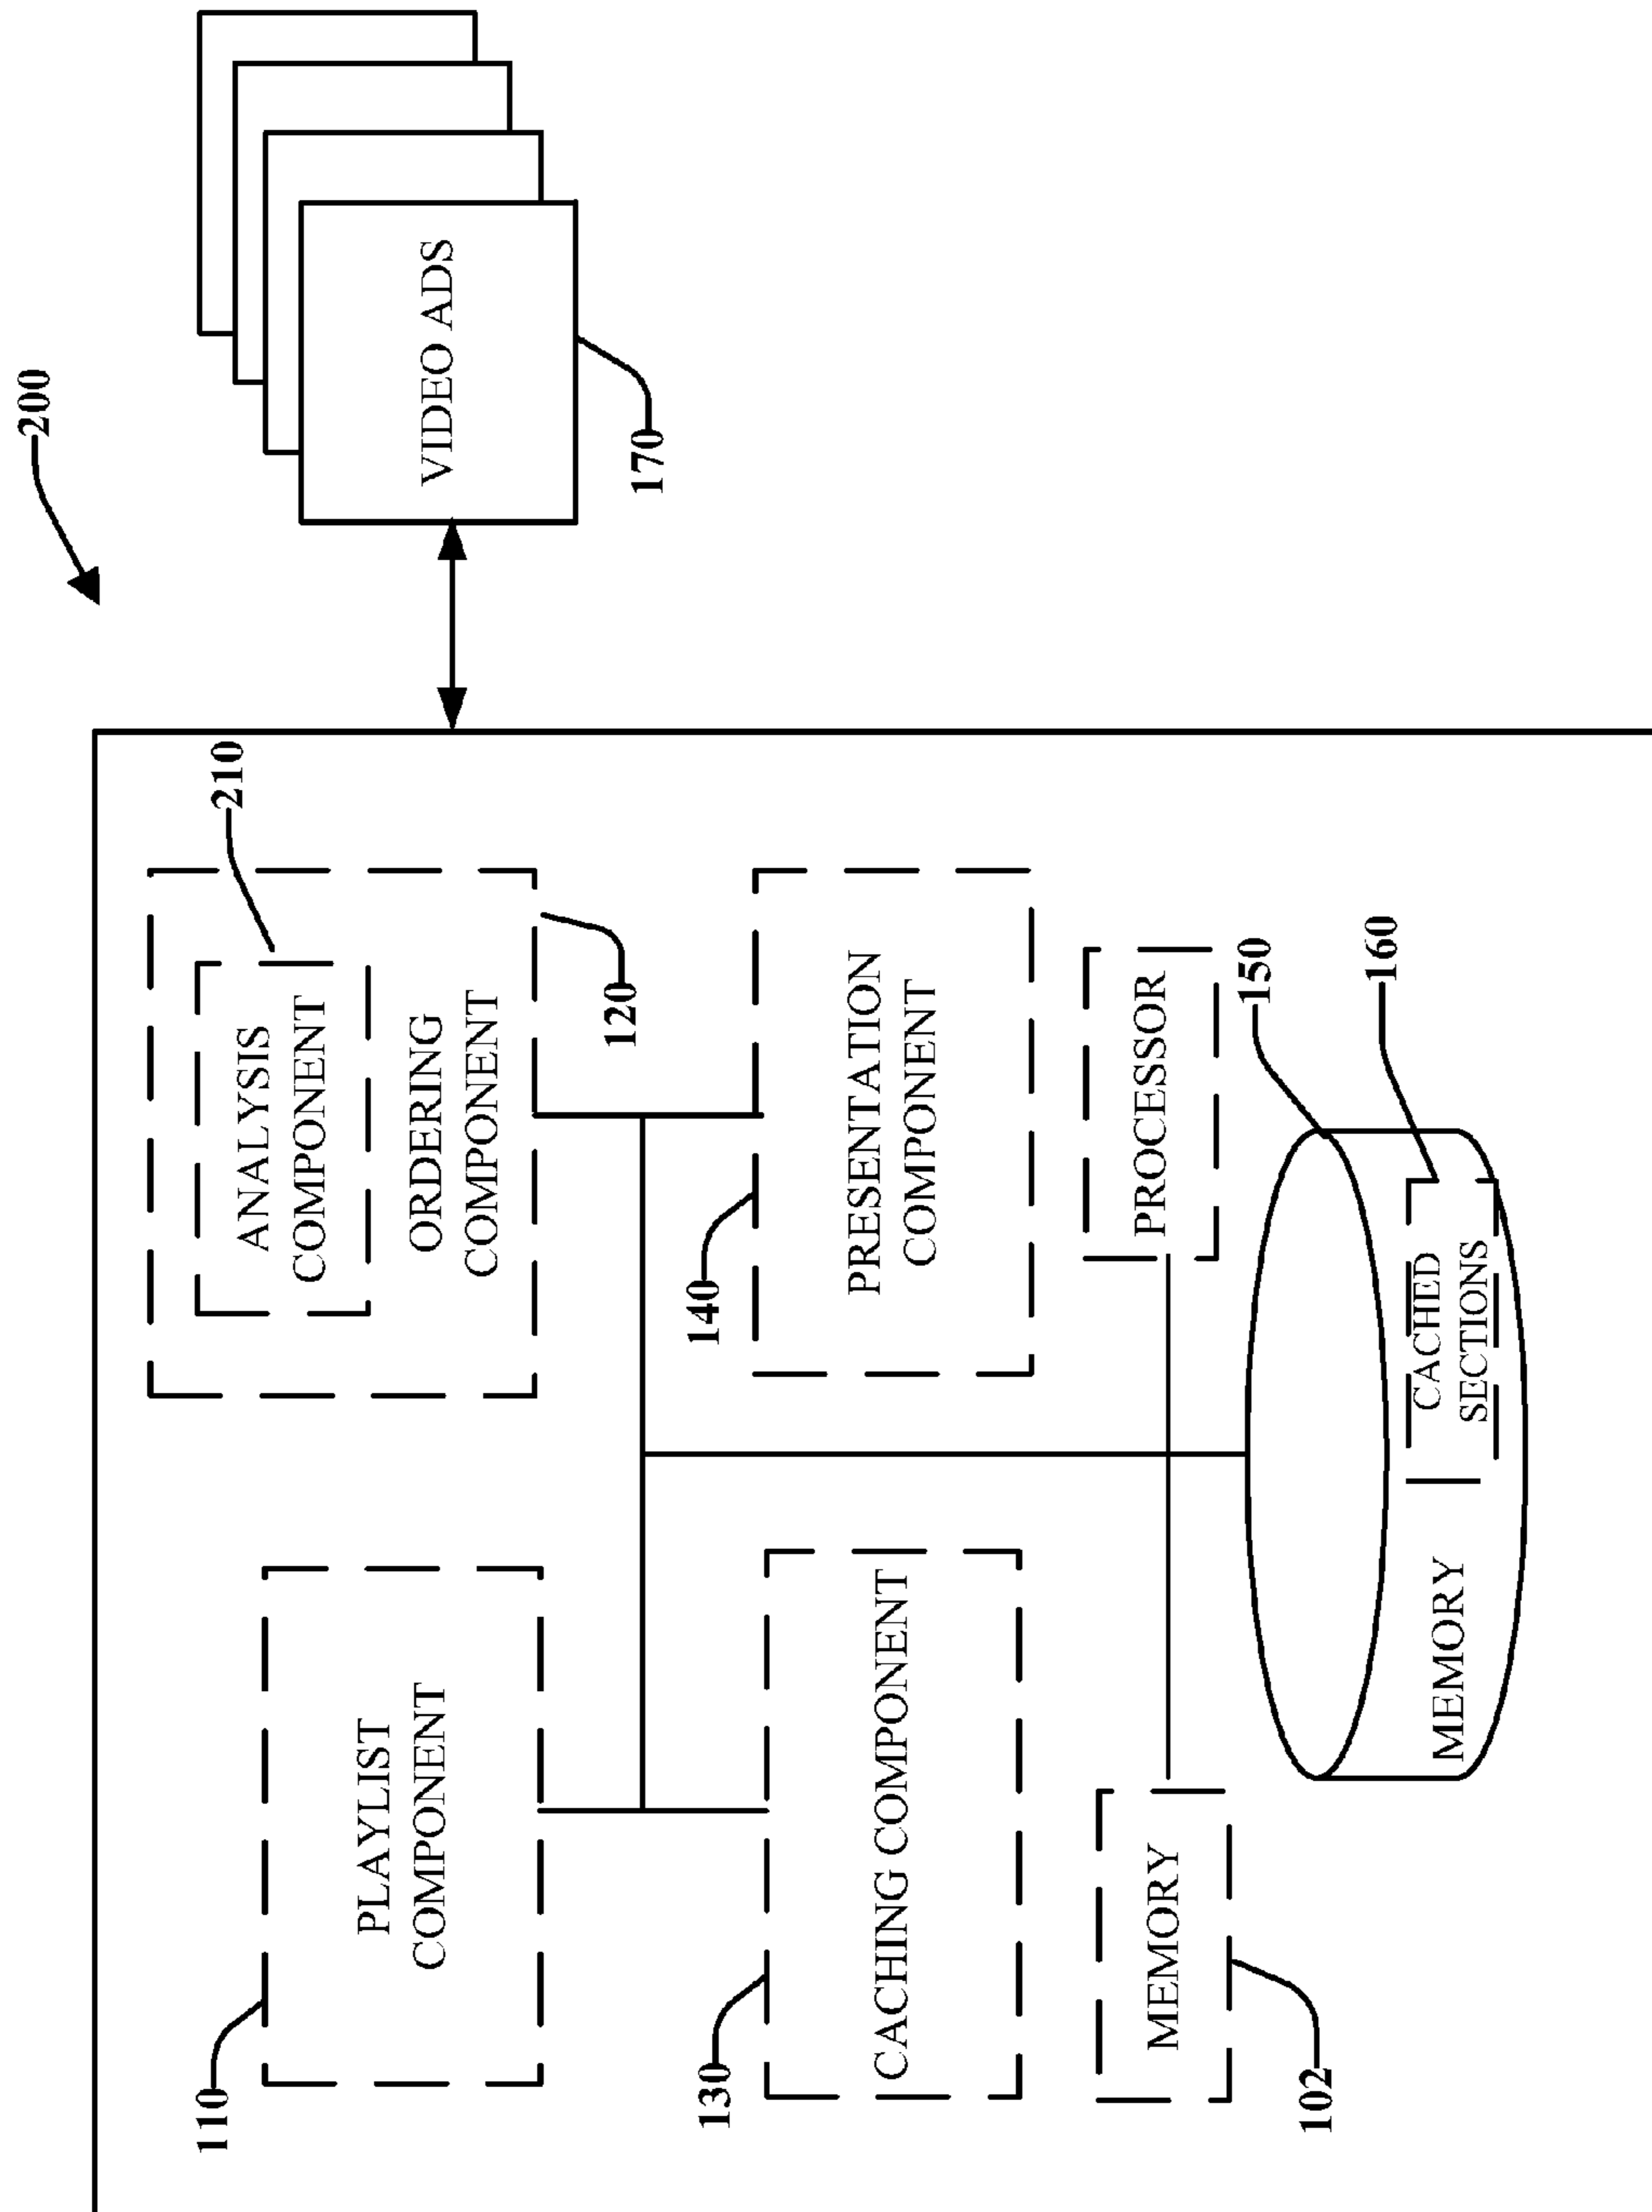 200
110
PLAYLIST
COMPONENT
210
ANALYSIS
COMPONENT
ORDERING
COMPONENT
120
VIDEO ADS
170
130
CACHING COMPONENT
140
PRESENTATION
COMPONENT
MEMORY
102
PROCESSOR
150
160
MEMORY
CACHED
SECTIONS